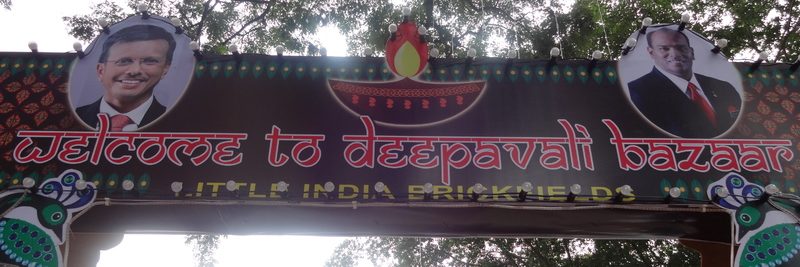 welcome to deepavali bazaar
LITTLE INDIA BRICKFIELDS